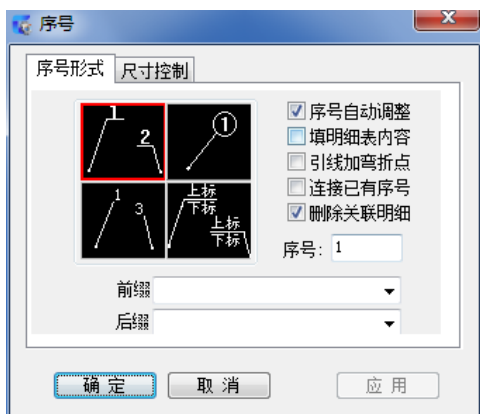 序号
序号形式 尺寸控制
1
2
1
1 3
上标
下标
上标
下标
序号自动调整
填明细表内容
引线加弯折点
连接已有序号
删除关联明细
序号: 1
前缀
后缀
确定 取消 应用